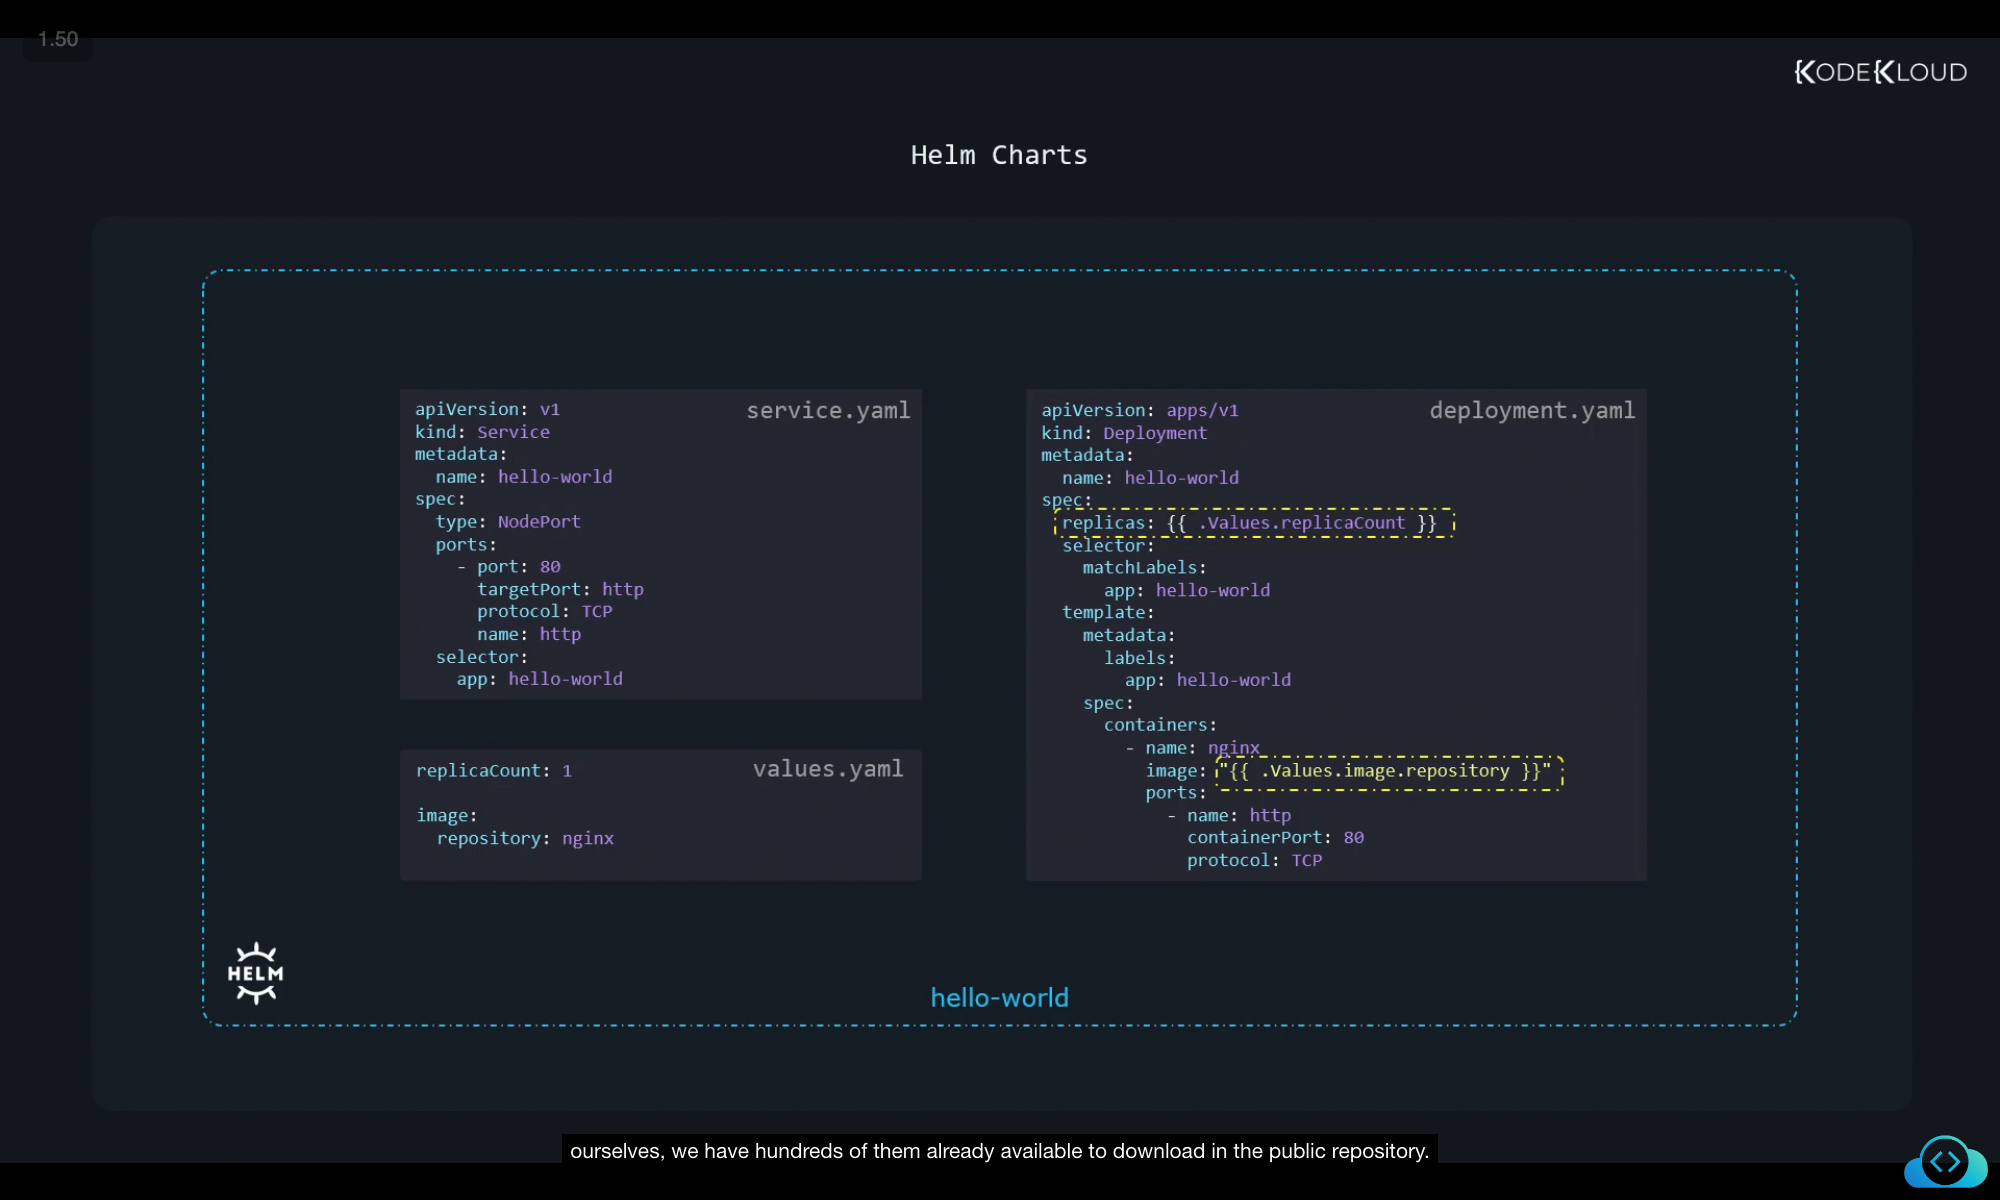 1.50
KODEKLOUD
Helm Charts
service.yaml
apiVersion: v1
kind: Service
metadata:
  name: hello-world
spec:
  type: NodePort
  ports:
    - port: 80
      targetPort: http
      protocol: TCP
      name: http
  selector:
    app: hello-world
values.yaml
replicaCount: 1
image:
  repository: nginx
deployment.yaml
apiVersion: apps/v1
kind: Deployment
metadata:
  name: hello-world
spec:
  replicas: {{ .Values.replicaCount }}
  selector:
    matchLabels:
      app: hello-world
  template:
    metadata:
      labels:
        app: hello-world
    spec:
      containers:
        - name: nginx
          image: "{{ .Values.image.repository }}"
          ports:
            - name: http
              containerPort: 80
              protocol: TCP
HELM
hello-world
ourselves, we have hundreds of them already available to download in the public repository.